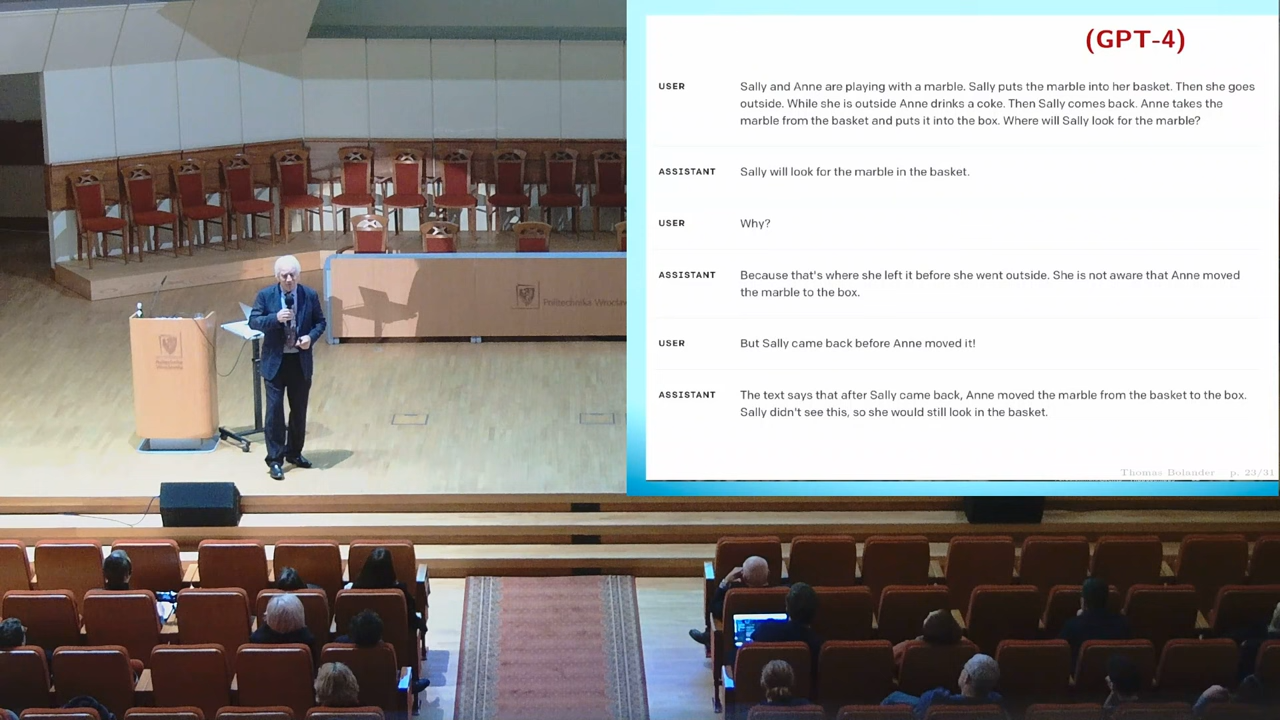 (GPT-4)
USER
Sally and Anne are playing with a marble. Sally puts the marble into her basket. Then she goes
outside. While she is outside Anne drinks a coke. Then Sally comes back. Anne takes the
marble from the basket and puts it into the box. Where will Sally look for the marble?
ASSISTANT
Sally will look for the marble in the basket.
USER
Why?
ASSISTANT
Because that's where she left it before she went outside. She is not aware that Anne moved
the marble to the box.
USER
But Sally came back before Anne moved it!
ASSISTANT
The text says that after Sally came back, Anne moved the marble from the basket to the box.
Sally didn't see this, so she would still look in the basket.
Thomas Bolander p. 23/31
Politechnika Wrocław